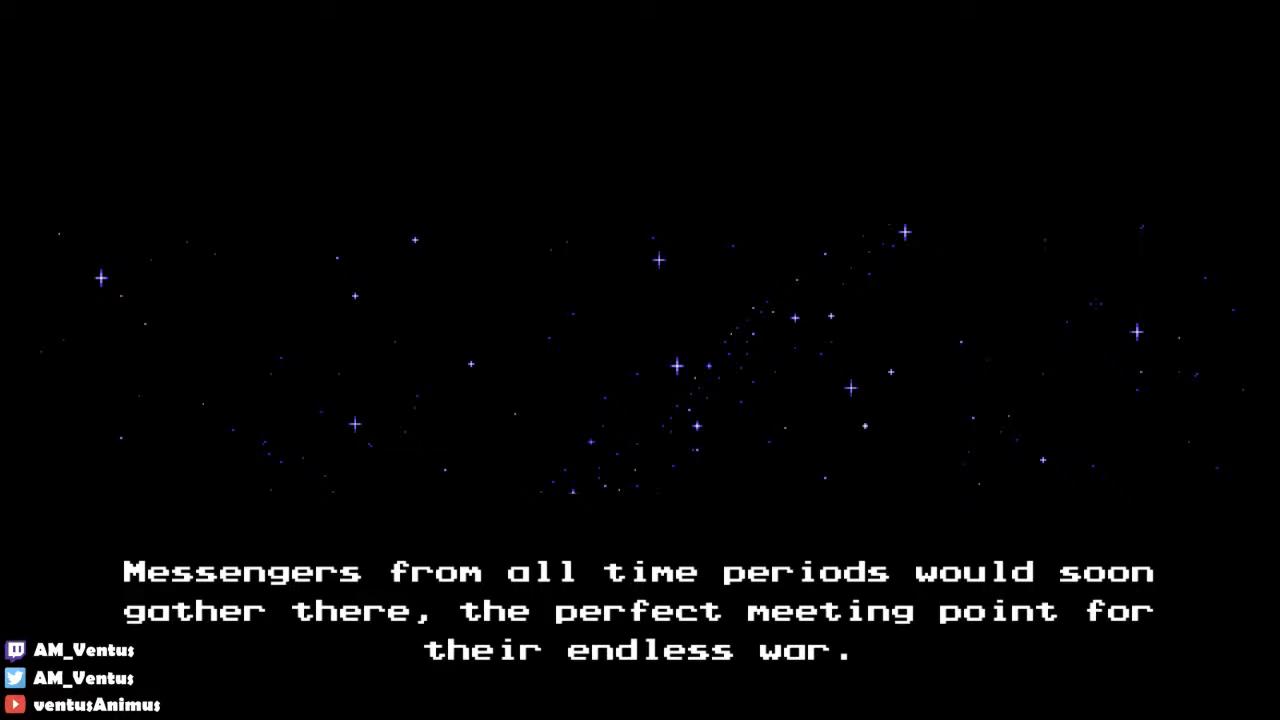 Messengers from all time periods would soon
gather there, the perfect meeting point for
their endless war.
AM_Ventus
AM_Ventus
ventusAnimus